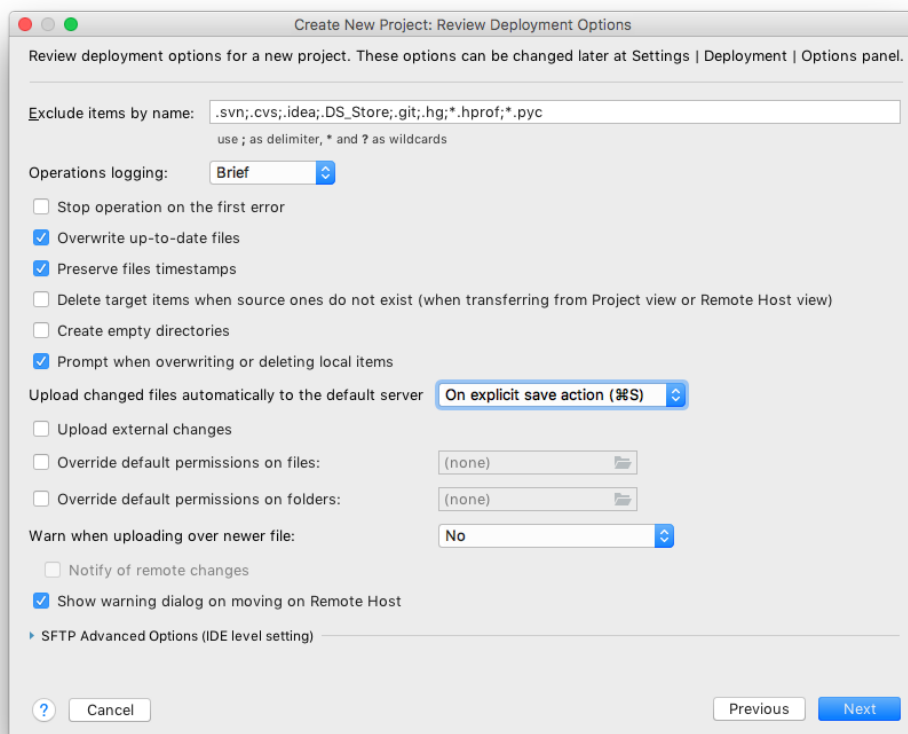 Create New Project: Review Deployment Options
Review deployment options for a new project. These options can be changed later at Settings | Deployment | Options panel.
Exclude items by name: .svn;.cvs;.idea;.DS_Store;.git;.hg;*.hprof;*.pyc
use ; as delimiter, * and ? as wildcards
Operations logging: Brief
Stop operation on the first error
Overwrite up-to-date files
Preserve files timestamps
Delete target items when source ones do not exist (when transferring from Project view or Remote Host view)
Create empty directories
Prompt when overwriting or deleting local items
Upload changed files automatically to the default server On explicit save action (⌘S)
Upload external changes
Override default permissions on files: (none)
Override default permissions on folders: (none)
Warn when uploading over newer file: No
Notify of remote changes
Show warning dialog on moving on Remote Host
SFTP Advanced Options (IDE level setting)
? Cancel Previous Next